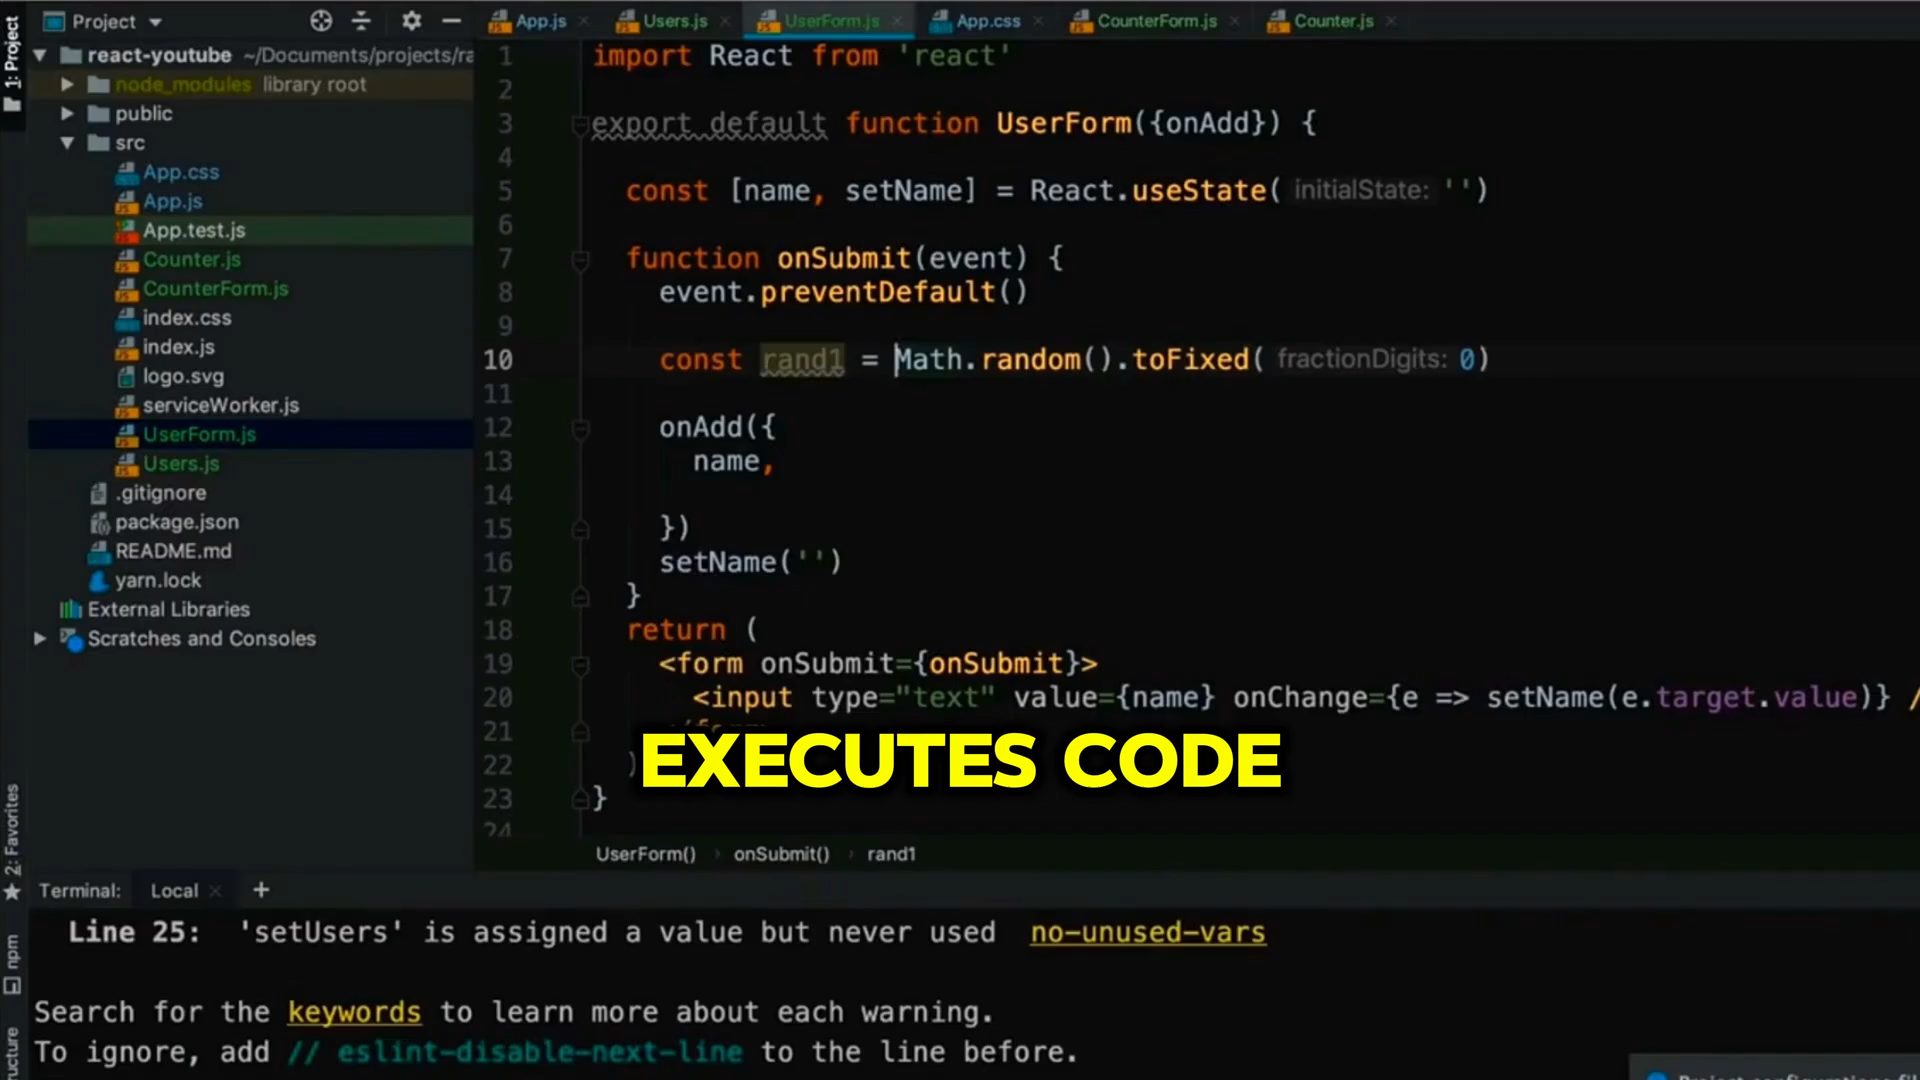 1: Project
Project
react-youtube ~/Documents/projects/ra
node_modules library root
public
src
App.css
App.js
App.test.js
Counter.js
CounterForm.js
index.css
index.js
logo.svg
serviceWorker.js
UserForm.js
Users.js
.gitignore
package.json
README.md
yarn.lock
External Libraries
Scratches and Consoles
App.js
Users.js
UserForm.js
App.css
CounterForm.js
Counter.js
1 import React from 'react'
2
3 export default function UserForm({onAdd}) {
4
5 const [name, setName] = React.useState( initialState: '')
6
7 function onSubmit(event) {
8 event.preventDefault()
9
10 const rand1 = Math.random().toFixed( fractionDigits: 0)
11
12 onAdd({
13 name,
14
15 })
16 setName('')
17 }
18 return (
19 <form onSubmit={onSubmit}>
20 <input type="text" value={name} onChange={e => setName(e.target.value)} /
21
22 )
23 }
24
EXECUTES CODE
UserForm() onSubmit() rand1
2: Favorites
npm
Terminal: Local +
Line 25: 'setUsers' is assigned a value but never used no-unused-vars
Search for the keywords to learn more about each warning.
To ignore, add // eslint-disable-next-line to the line before.